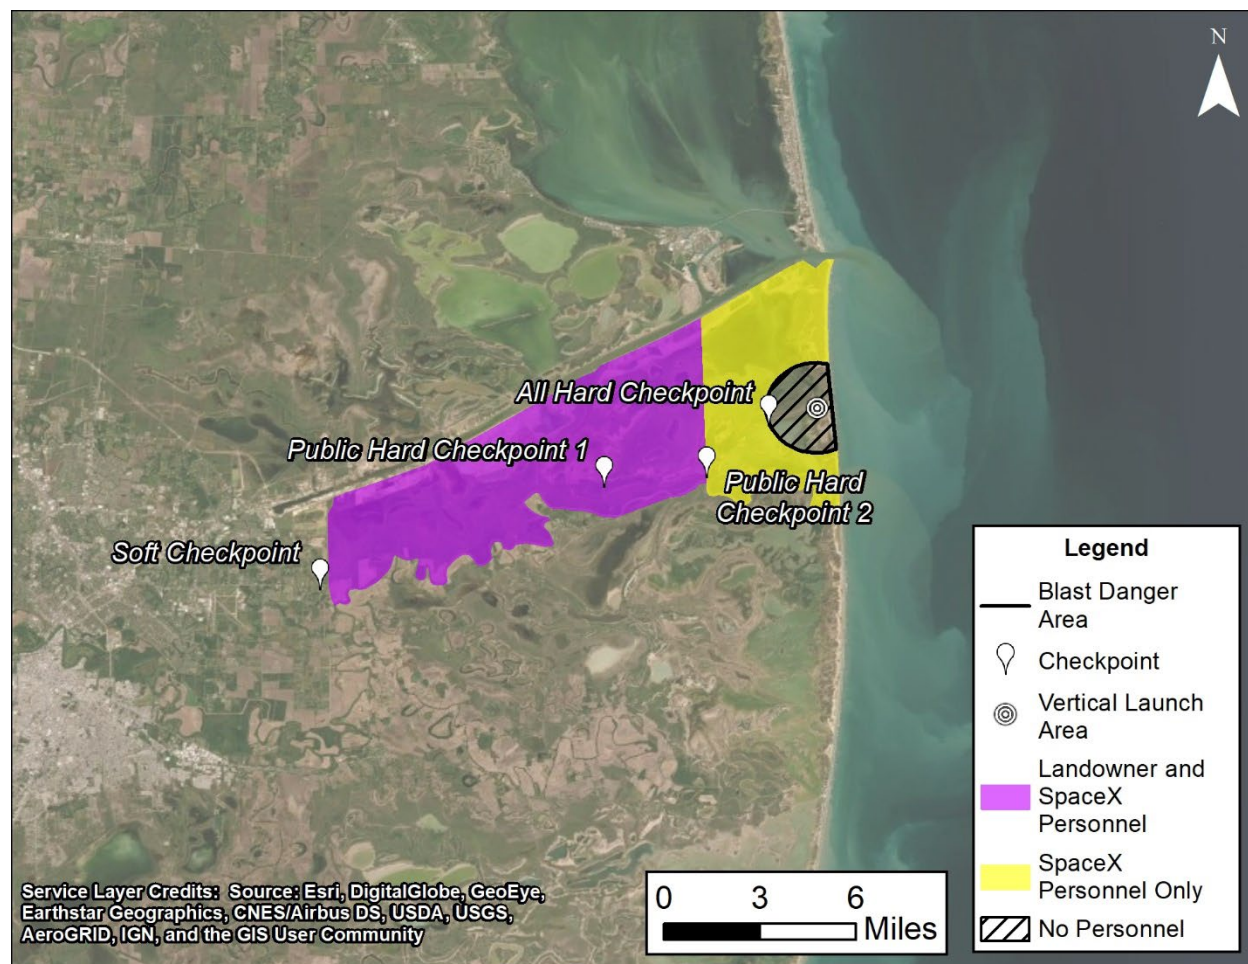 N
All Hard Checkpoint
Public Hard Checkpoint 1
Public Hard
Checkpoint 2
Soft Checkpoint
Legend
Blast Danger
Area
Checkpoint
Vertical Launch
Area
Landowner and
SpaceX
Personnel
SpaceX
Personnel Only
No Personnel
0 3 6
Miles
Service Layer Credits: Source: Esri, DigitalGlobe, GeoEye,
Earthstar Geographics, CNES/Airbus DS, USDA, USGS,
AeroGRID, IGN, and the GIS User Community